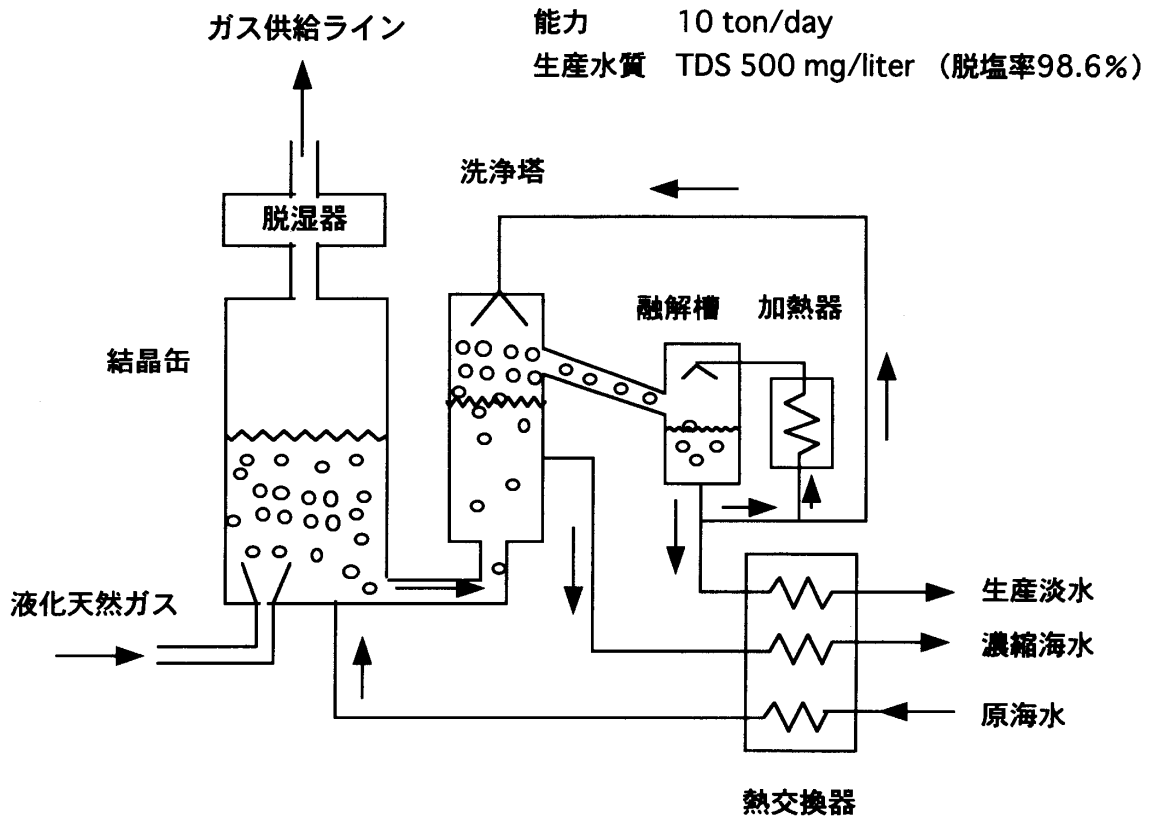 ガス供給ライン
能力 10 ton/day
生産水質 TDS 500 mg/liter （脱塩率98.6%）
洗浄塔
脱湿器
融解槽
加熱器
結晶缶
液化天然ガス
生産淡水
濃縮海水
原海水
熱交換器